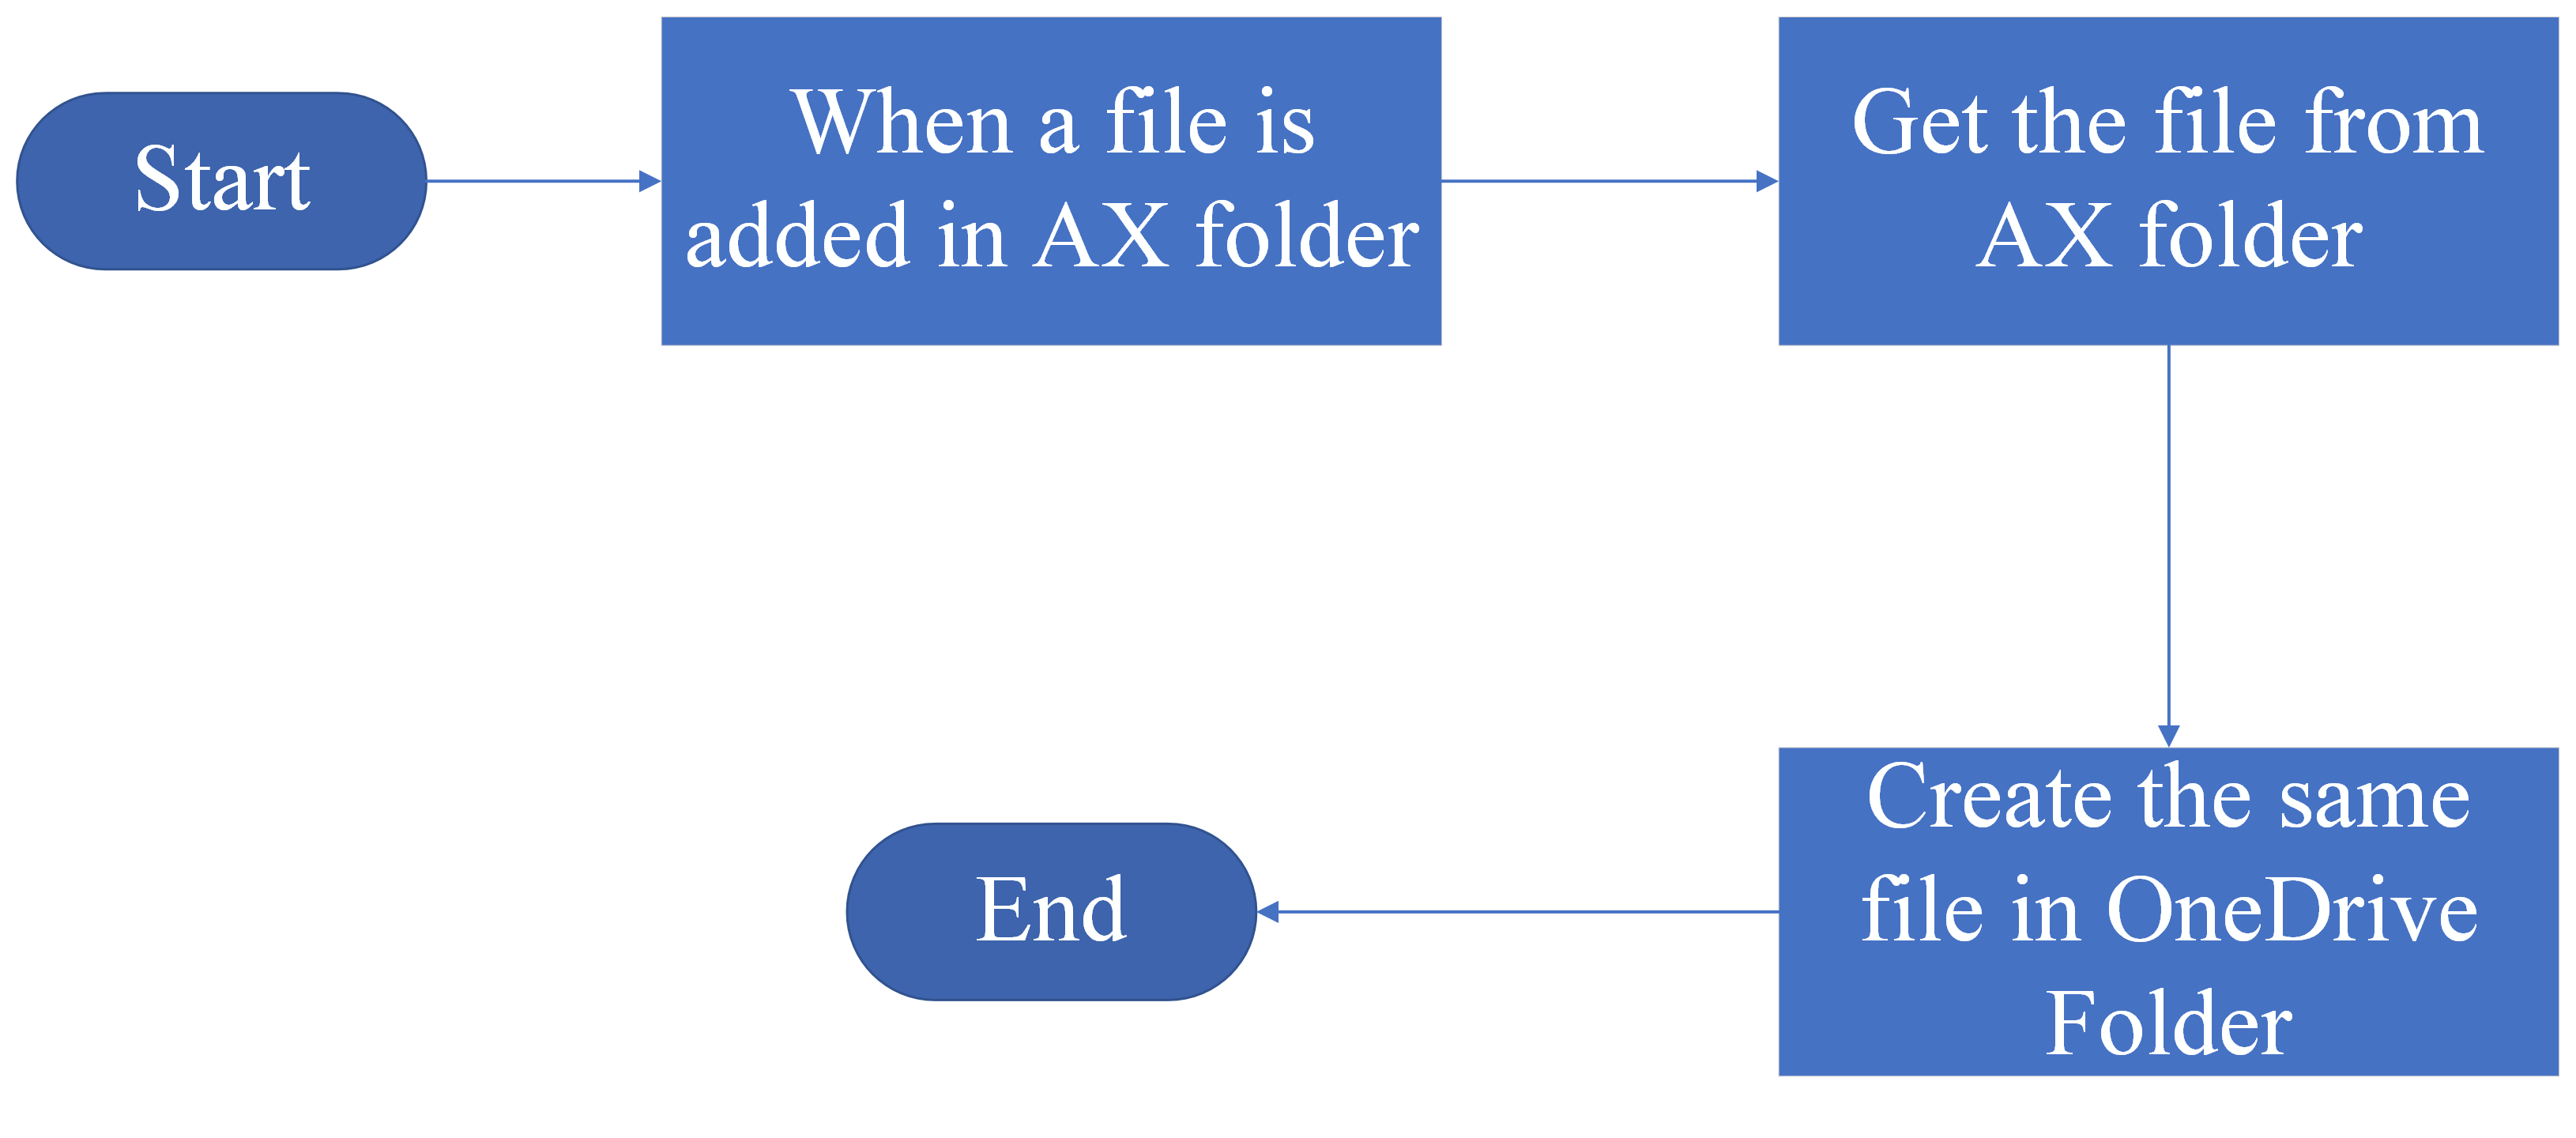 Start
When a file is
added in AX folder
Get the file from
AX folder
Create the same
file in OneDrive
Folder
End